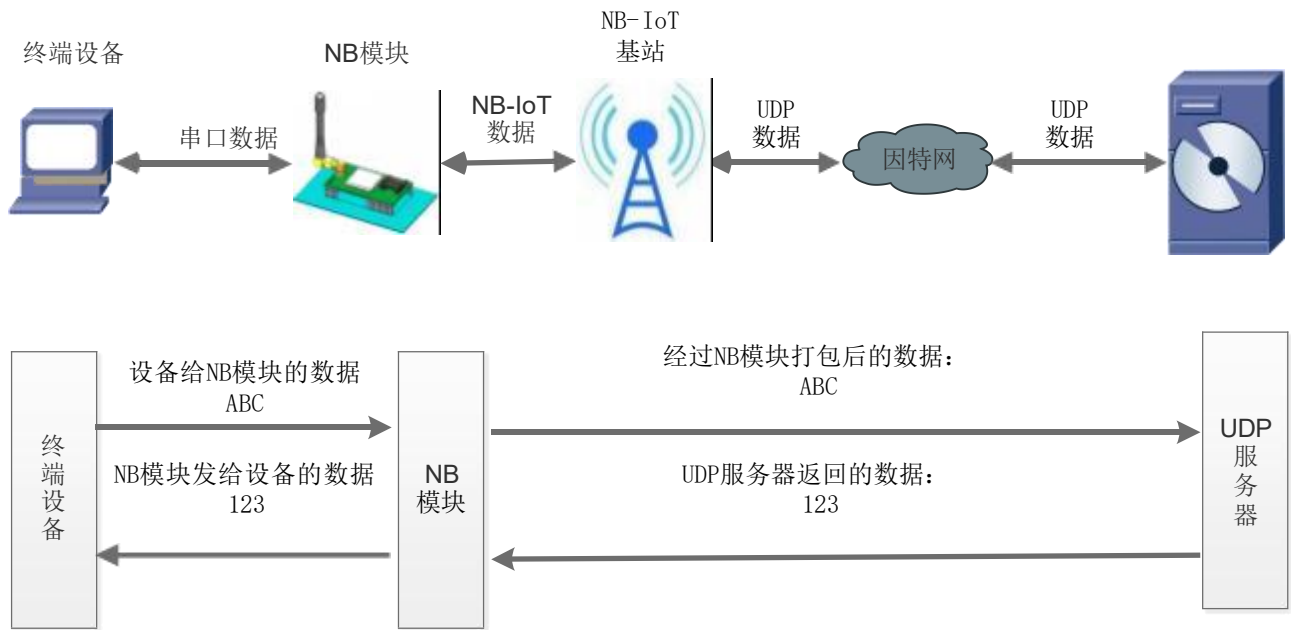 终端设备
NB模块
NB-IoT
基站
串口数据
NB-IoT
数据
UDP
数据
因特网
UDP
数据
设备给NB模块的数据
ABC
经过NB模块打包后的数据：
ABC
终端设备
NB模块发给设备的数据
123
NB
模块
UDP服务器返回的数据：
123
UDP
服务器